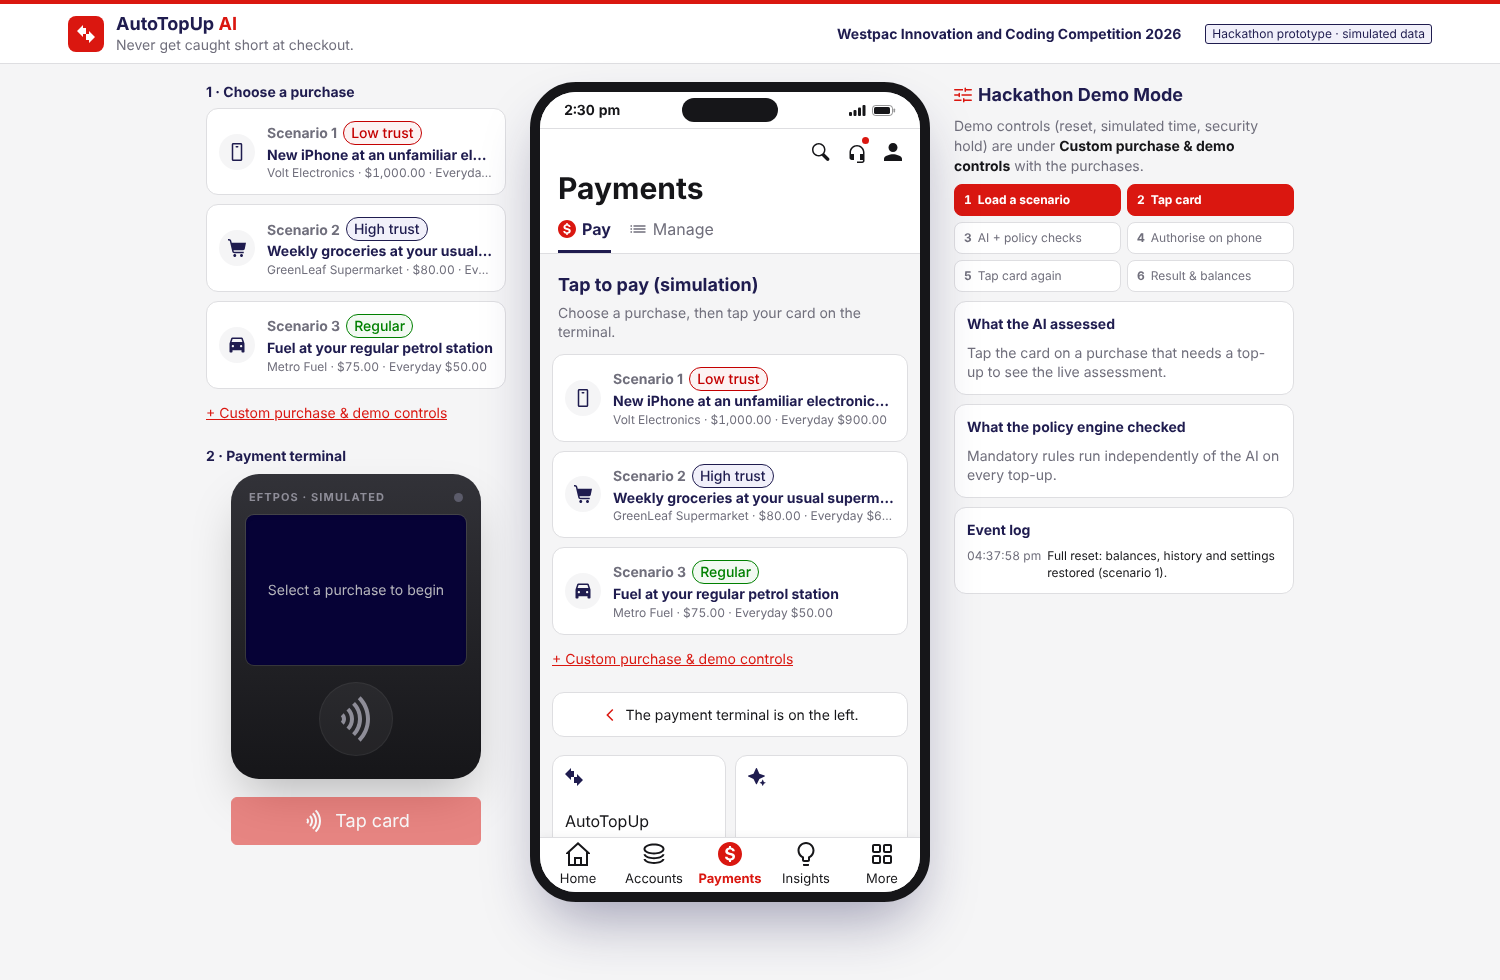 AutoTopUp AI
Never get caught short at checkout.
Westpac Innovation and Coding Competition 2026
Hackathon prototype · simulated data
1 · Choose a purchase
Scenario 1 Low trust
New iPhone at an unfamiliar el...
Volt Electronics · $1,000.00 · Everyda...
Scenario 2 High trust
Weekly groceries at your usual...
GreenLeaf Supermarket · $80.00 · Ev...
Scenario 3 Regular
Fuel at your regular petrol station
Metro Fuel · $75.00 · Everyday $50.00
+ Custom purchase & demo controls
2 · Payment terminal
EFTPOS · SIMULATED
Select a purchase to begin
Tap card
2:30 pm
Payments
Pay Manage
Tap to pay (simulation)
Choose a purchase, then tap your card on the
terminal.
Scenario 1 Low trust
New iPhone at an unfamiliar electronic...
Volt Electronics · $1,000.00 · Everyday $900.00
Scenario 2 High trust
Weekly groceries at your usual superm...
GreenLeaf Supermarket · $80.00 · Everyday $6...
Scenario 3 Regular
Fuel at your regular petrol station
Metro Fuel · $75.00 · Everyday $50.00
+ Custom purchase & demo controls
The payment terminal is on the left.
AutoTopUp
Home Accounts Payments Insights More
Hackathon Demo Mode
Demo controls (reset, simulated time, security
hold) are under Custom purchase & demo
controls with the purchases.
1 Load a scenario
2 Tap card
3 AI + policy checks
4 Authorise on phone
5 Tap card again
6 Result & balances
What the AI assessed
Tap the card on a purchase that needs a top-
up to see the live assessment.
What the policy engine checked
Mandatory rules run independently of the AI on
every top-up.
Event log
04:37:58 pm Full reset: balances, history and settings
restored (scenario 1).